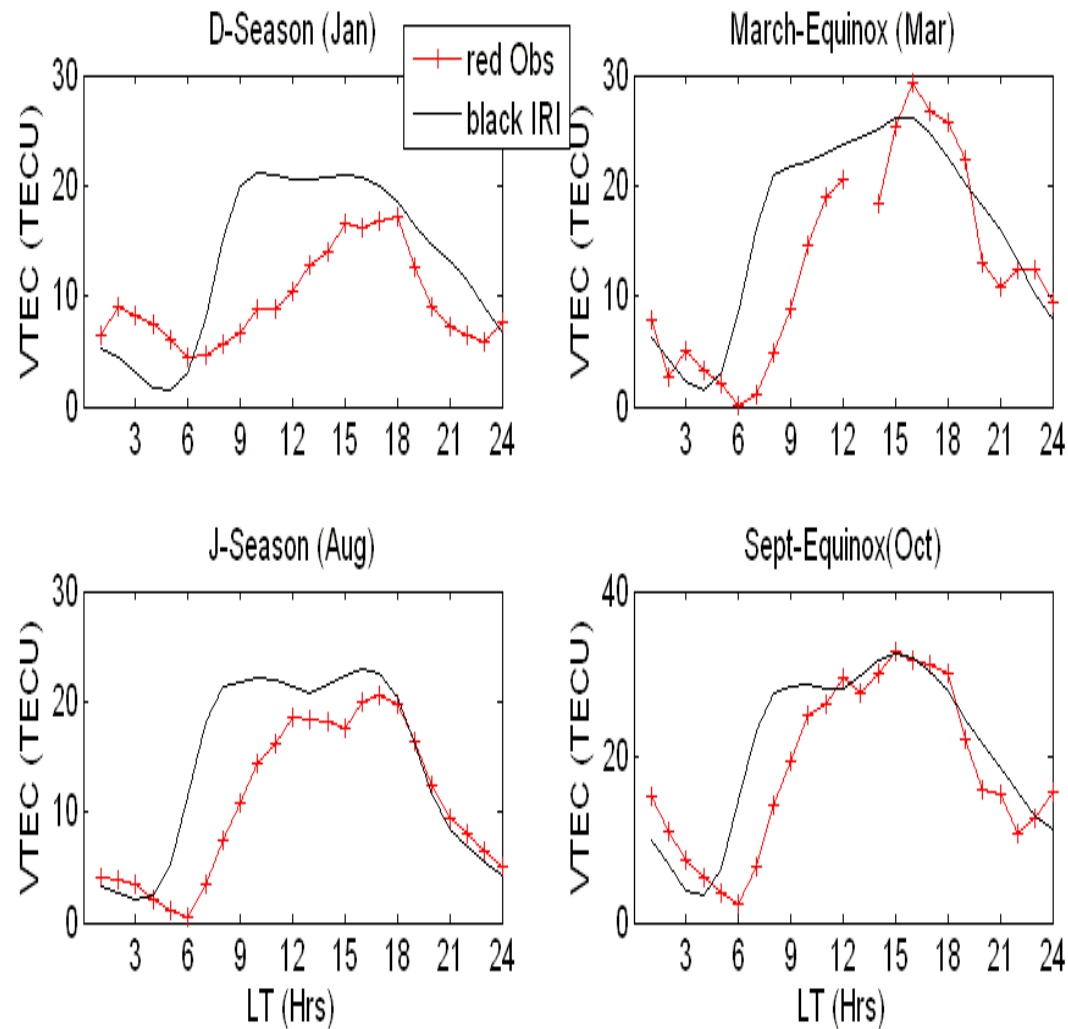 D-Season (Jan)
red Obs
black IRI
VTEC (TECU)
30
20
10
0
3 6 9 12 15 18 21 24
March-Equinox (Mar)
VTEC (TECU)
30
20
10
0
3 6 9 12 15 18 21 24
J-Season (Aug)
VTEC (TECU)
30
20
10
0
3 6 9 12 15 18 21 24
LT (Hrs)
Sept-Equinox(Oct)
VTEC (TECU)
40
20
0
3 6 9 12 15 18 21 24
LT (Hrs)